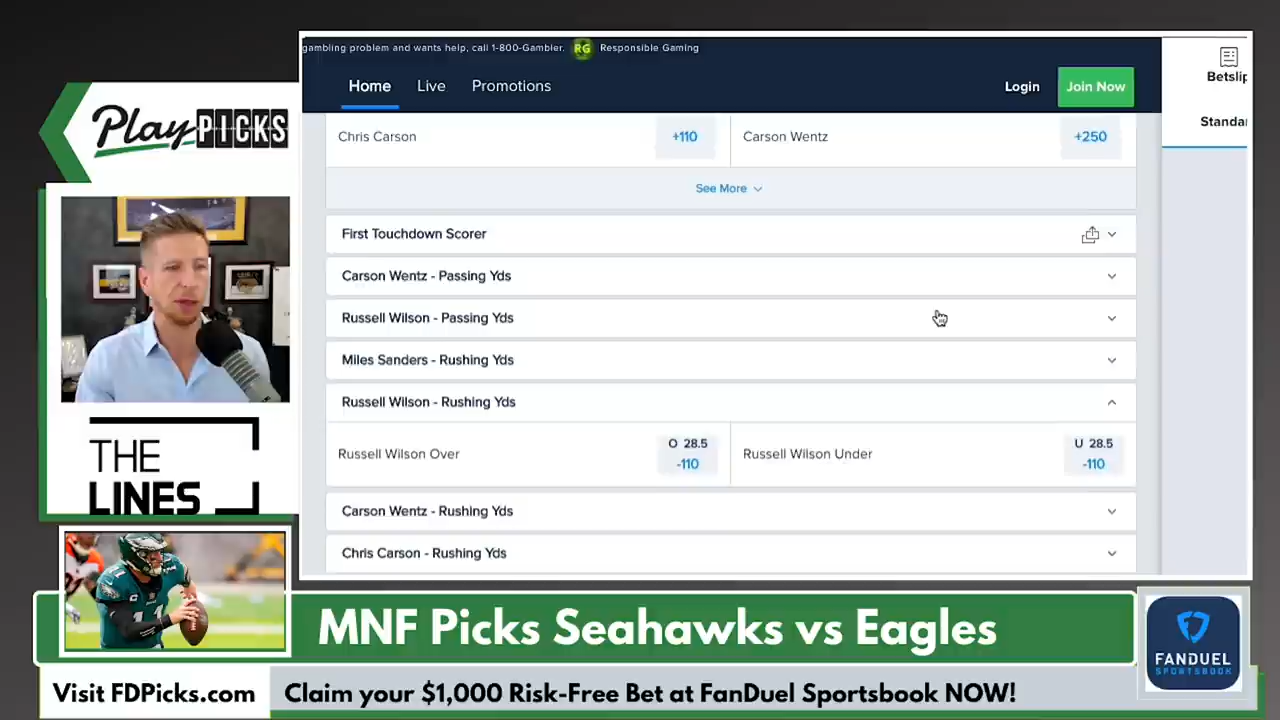 gambling problem and wants help, call 1-800-Gambler. RG Responsible Gaming
Home Live Promotions Login Join Now
Betslip
Standa
Chris Carson +110 Carson Wentz +250
See More
First Touchdown Scorer
Carson Wentz - Passing Yds
Russell Wilson - Passing Yds
Miles Sanders - Rushing Yds
Russell Wilson - Rushing Yds
Russell Wilson Over O 28.5 -110 Russell Wilson Under U 28.5 -110
Carson Wentz - Rushing Yds
Chris Carson - Rushing Yds
PlayPICKS
THE
LINES
11
MNF Picks Seahawks vs Eagles
FANDUEL
SPORTSBOOK
Visit FDPicks.com
Claim your $1,000 Risk-Free Bet at FanDuel Sportsbook NOW!